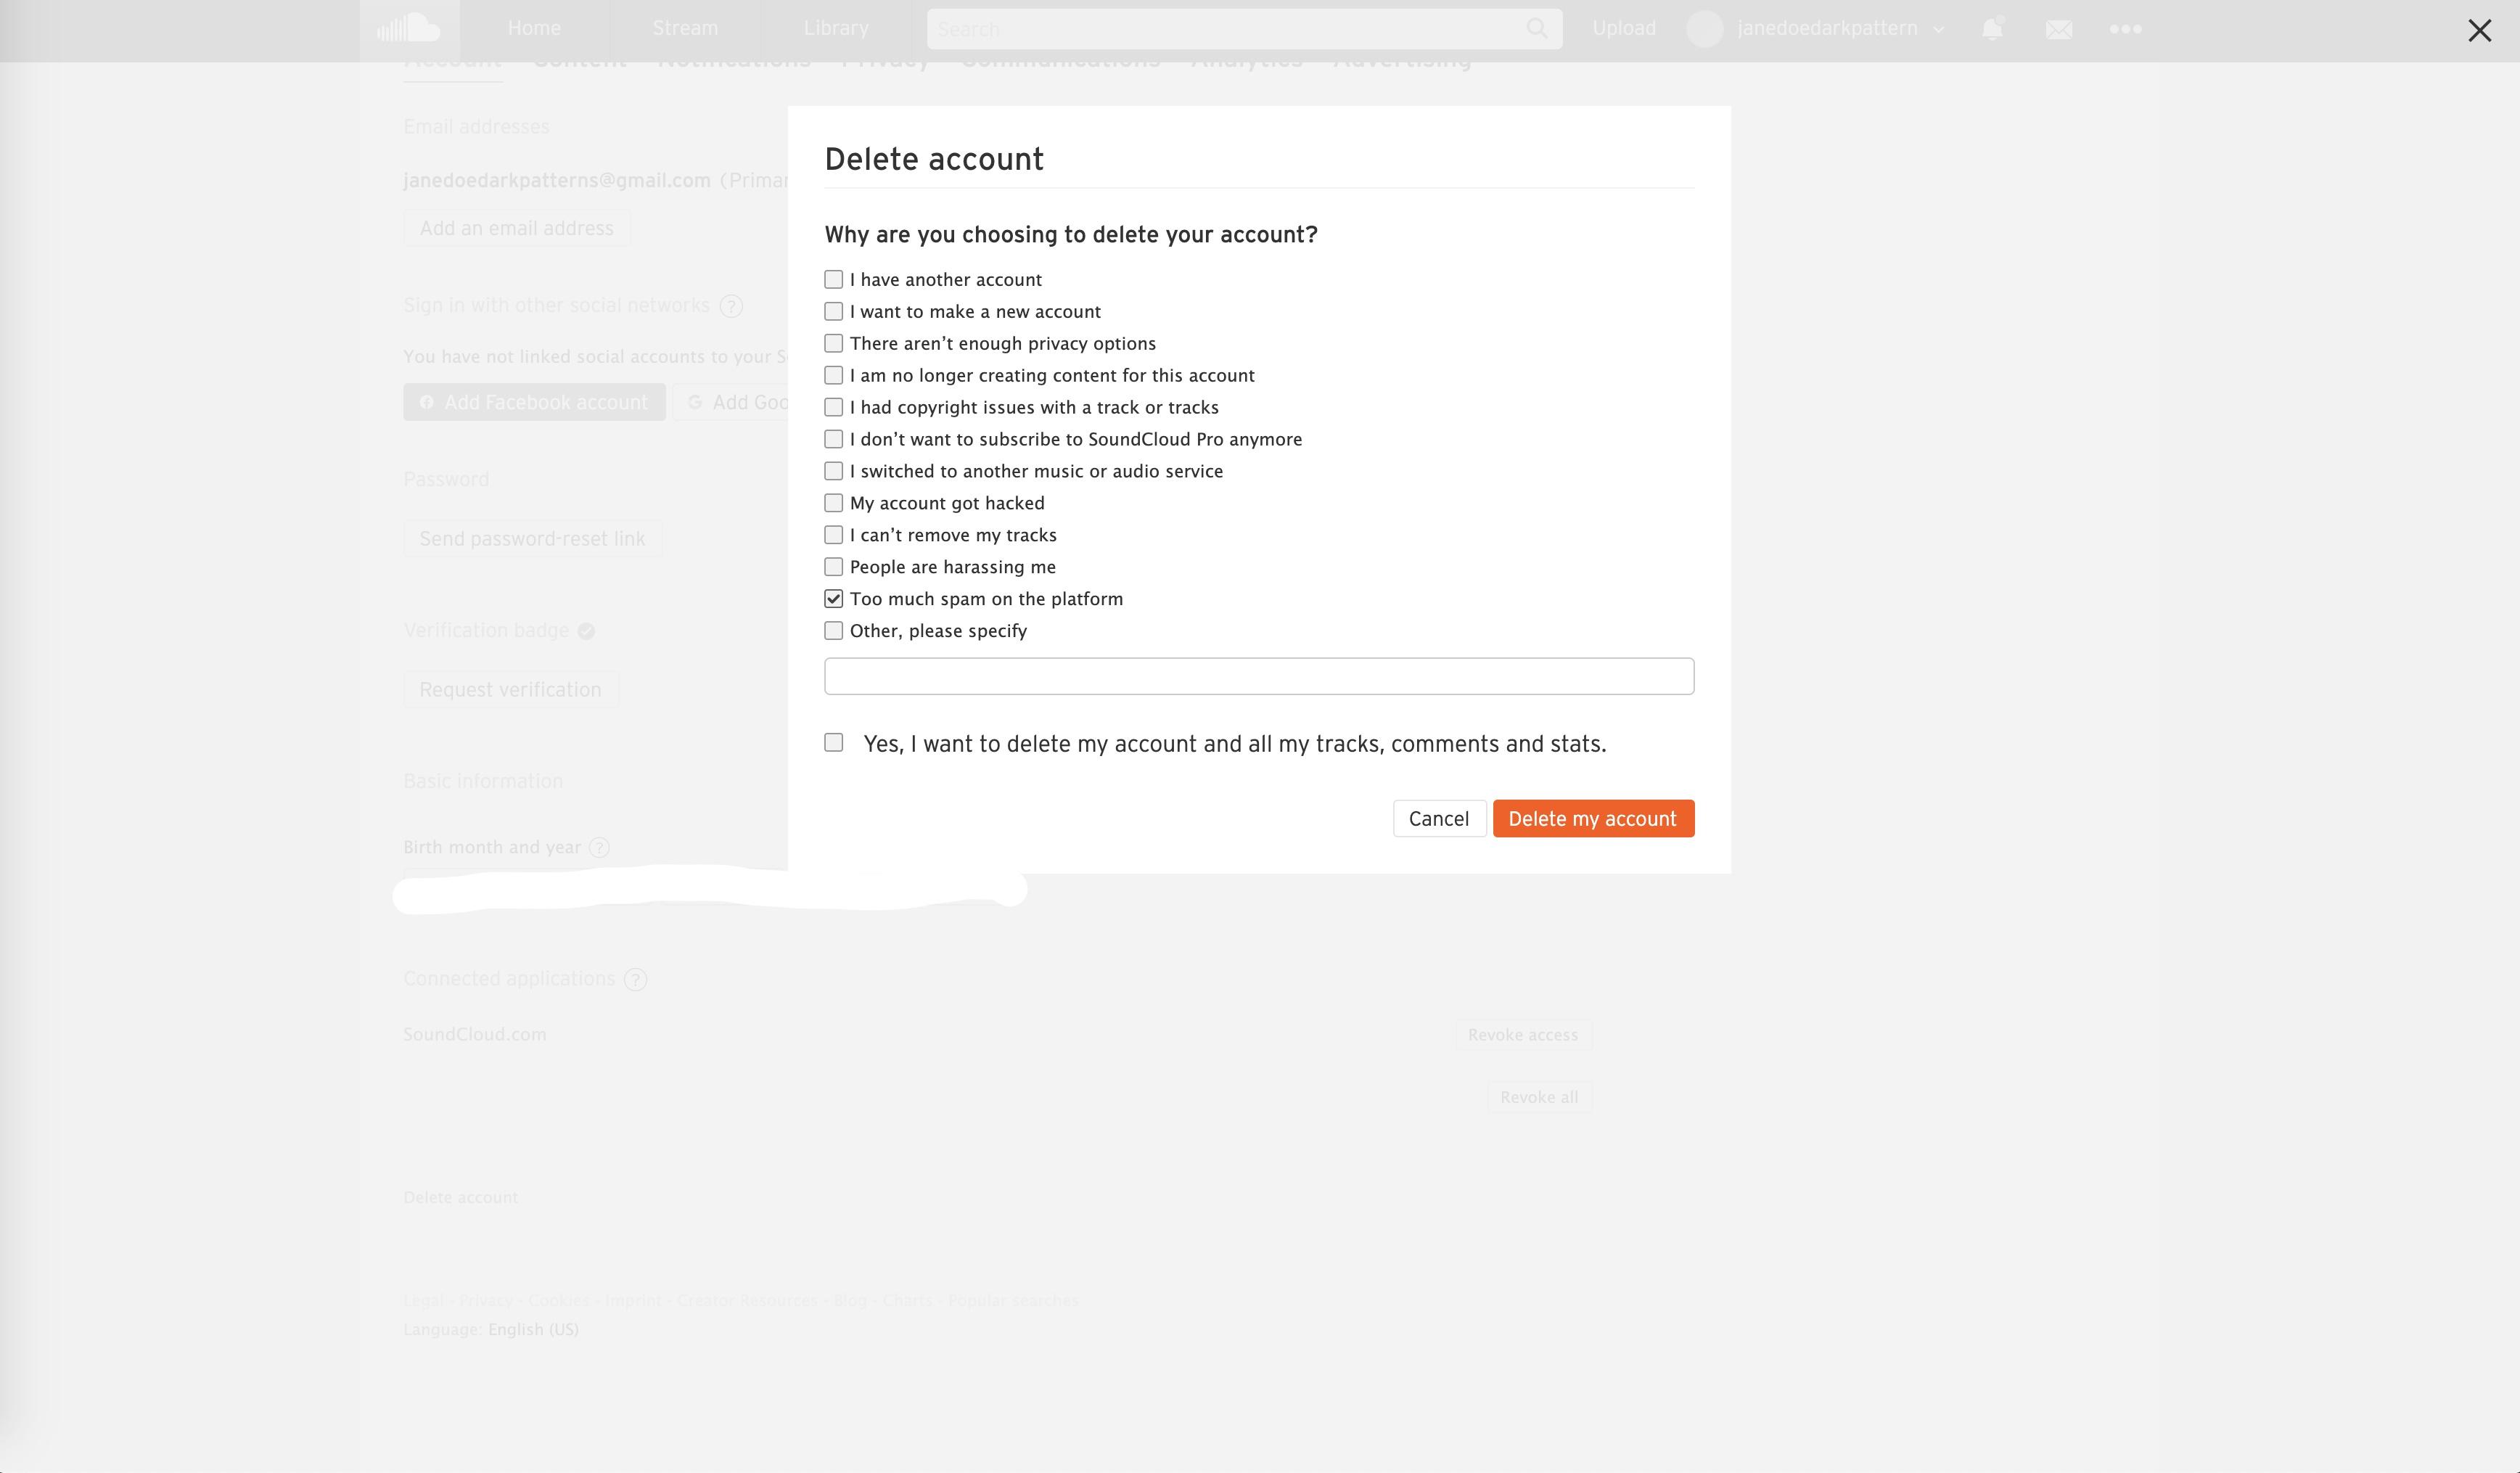 Home Stream Library Search Upload janedoedarkpattern
Account Content Notifications Privacy Communications Analytics Advertising
Email addresses
janedoedarkpatterns@gmail.com (Primar
Add an email address
Sign in with other social networks ?
You have not linked social accounts to your S
Add Facebook account G Add Goo
Password
Send password-reset link
Verification badge
Request verification
Basic information
Birth month and year ?
Connected applications ?
SoundCloud.com Revoke access
Revoke all
Delete account
Legal - Privacy - Cookies - Imprint - Creator Resources - Blog - Charts - Popular searches
Language: English (US)
Delete account
Why are you choosing to delete your account?
I have another account
I want to make a new account
There aren’t enough privacy options
I am no longer creating content for this account
I had copyright issues with a track or tracks
I don’t want to subscribe to SoundCloud Pro anymore
I switched to another music or audio service
My account got hacked
I can’t remove my tracks
People are harassing me
Too much spam on the platform
Other, please specify
Yes, I want to delete my account and all my tracks, comments and stats.
Cancel Delete my account